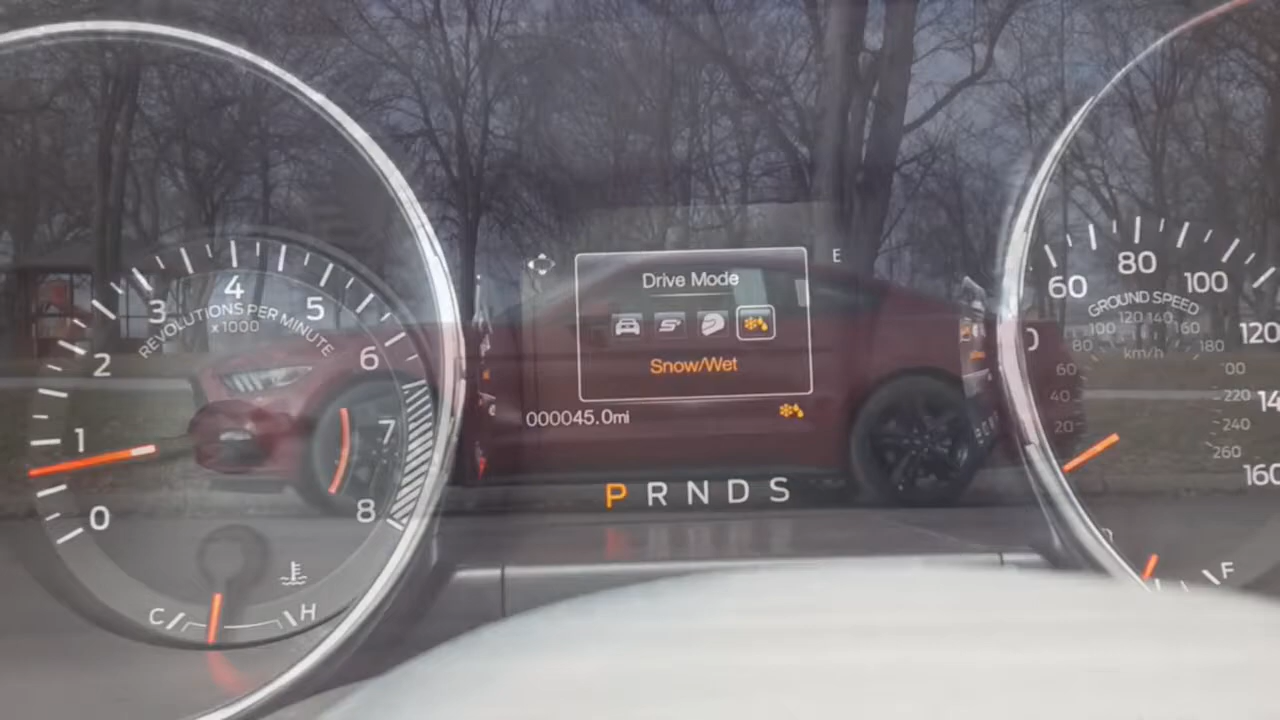 4
3
5
REVOLUTIONS PER MINUTE
x1000
2
6
1
7
0
8
C
H
E
Drive Mode
Snow/Wet
000045.0mi
P R N D S
80
60
100
GROUND SPEED
120 140
100
160
80
180
km/h
120
60
40
220
14
20
240
260
160
F